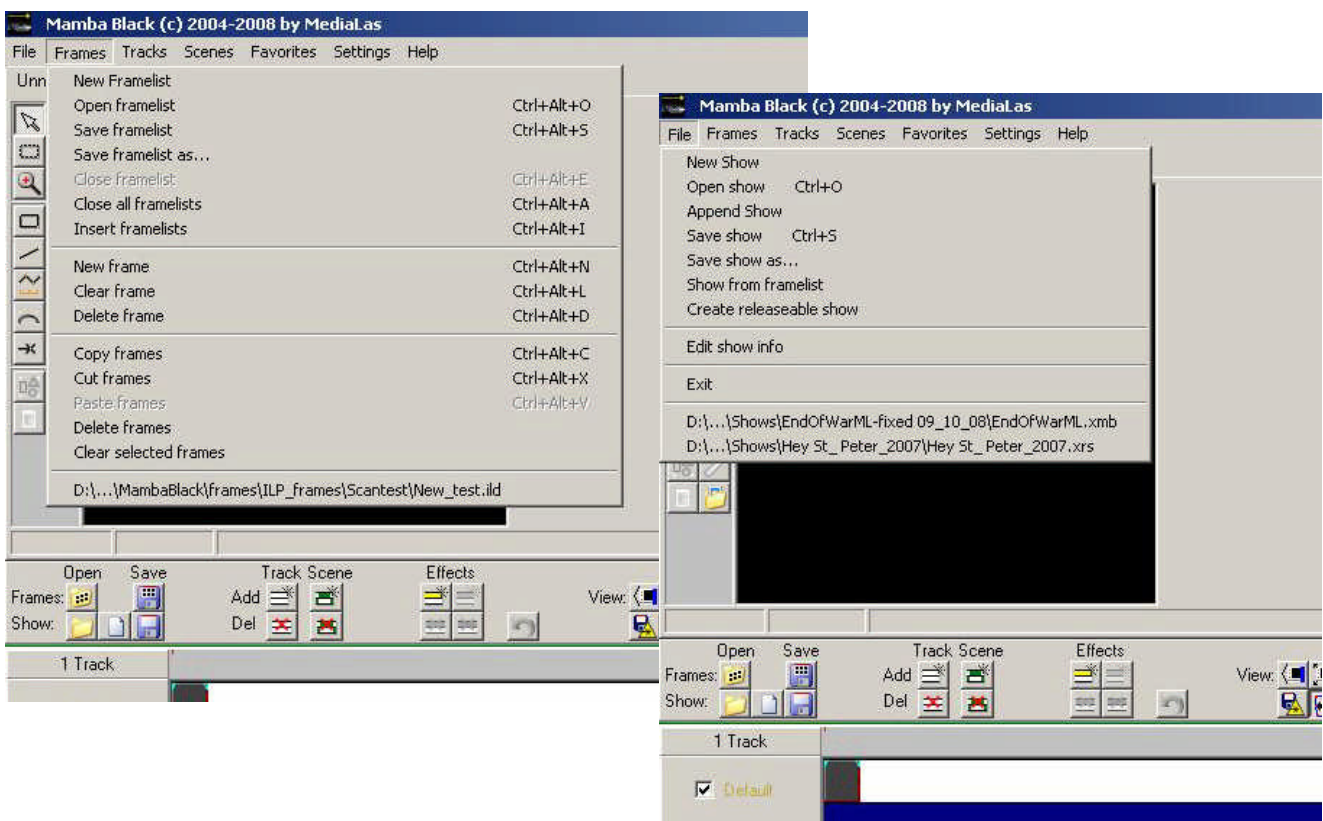 Mamba Black (c) 2004-2008 by MediaLas
File Frames Tracks Scenes Favorites Settings Help
Unn
New Framelist
Open framelist Ctrl+Alt+O
Save framelist Ctrl+Alt+S
Save framelist as...
Close framelist Ctrl+Alt+E
Close all framelists Ctrl+Alt+A
Insert framelists Ctrl+Alt+I
New frame Ctrl+Alt+N
Clear frame Ctrl+Alt+L
Delete frame Ctrl+Alt+D
Copy frames Ctrl+Alt+C
Cut frames Ctrl+Alt+X
Paste frames Ctrl+Alt+V
Delete frames
Clear selected frames
D:\...\MambaBlack\frames\ILP_frames\Scantest\New_test.ild
Open Save Track Scene Effects
Frames: Add View:
Show: Del
1 Track
Mamba Black (c) 2004-2008 by MediaLas
File Frames Tracks Scenes Favorites Settings Help
New Show
Open show Ctrl+O
Append Show
Save show Ctrl+S
Save show as...
Show from framelist
Create releaseable show
Edit show info
Exit
D:\...\Shows\EndOfWarML-fixed 09_10_08\EndOfWarML.xmb
D:\...\Shows\Hey St_ Peter_2007\Hey St_ Peter_2007.xrs
Open Save Track Scene Effects
Frames: Add View:
Show: Del
1 Track
Default